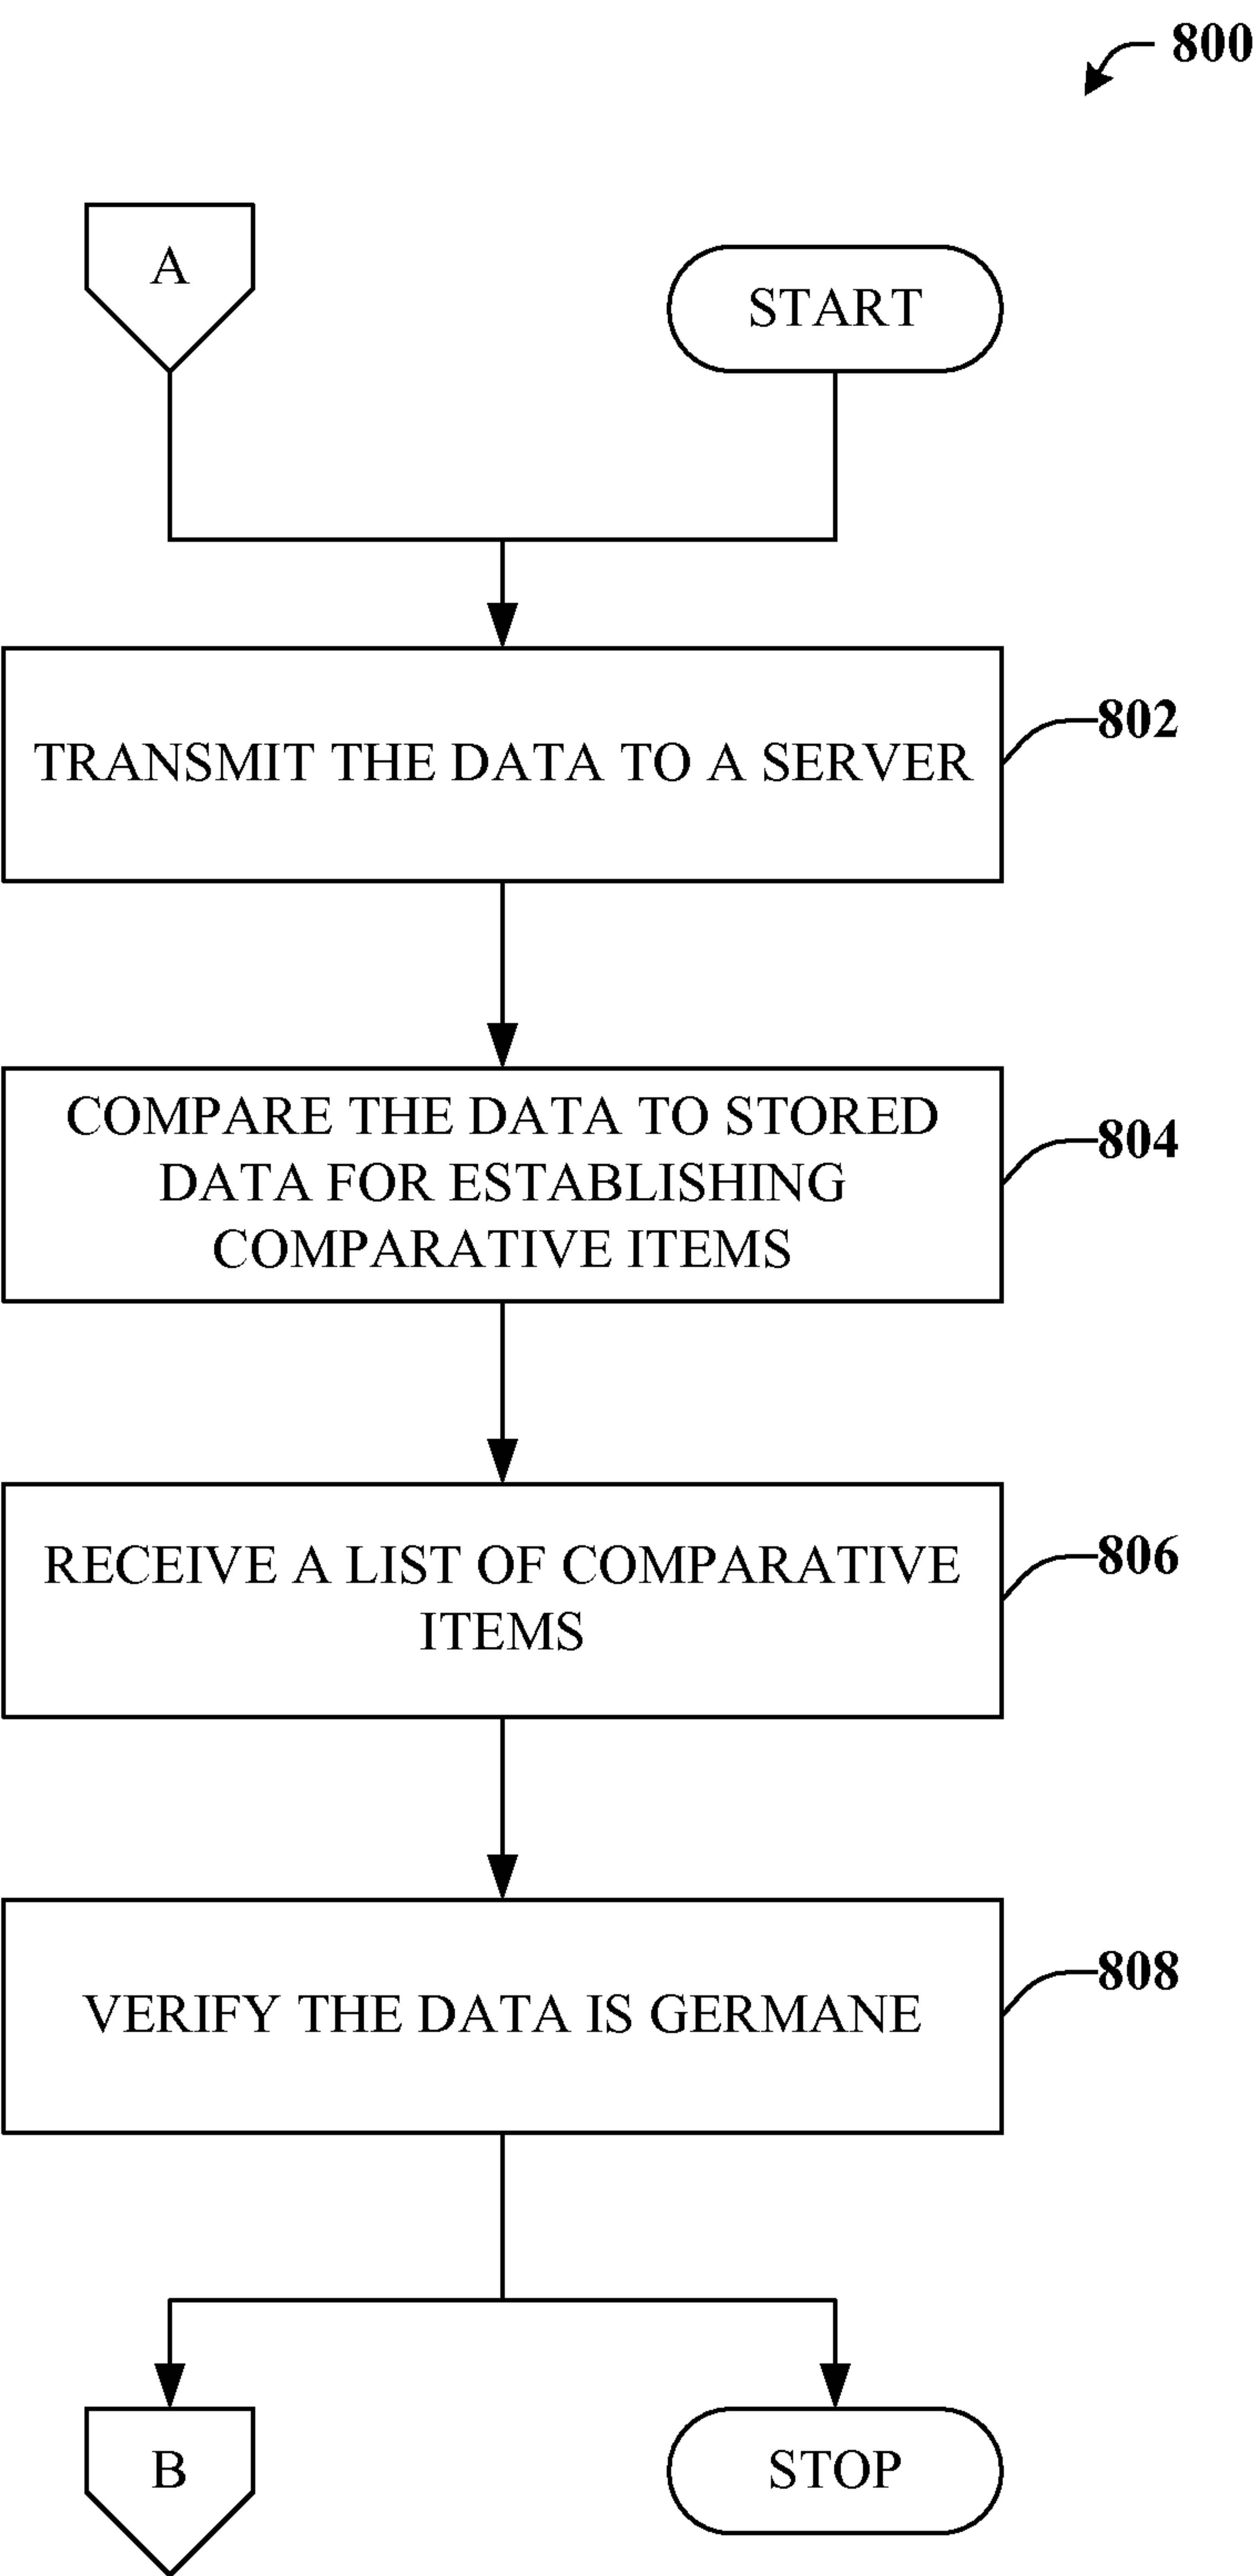 800
A
START
TRANSMIT THE DATA TO A SERVER
802
COMPARE THE DATA TO STORED
DATA FOR ESTABLISHING
COMPARATIVE ITEMS
804
RECEIVE A LIST OF COMPARATIVE
ITEMS
806
VERIFY THE DATA IS GERMANE
808
B
STOP